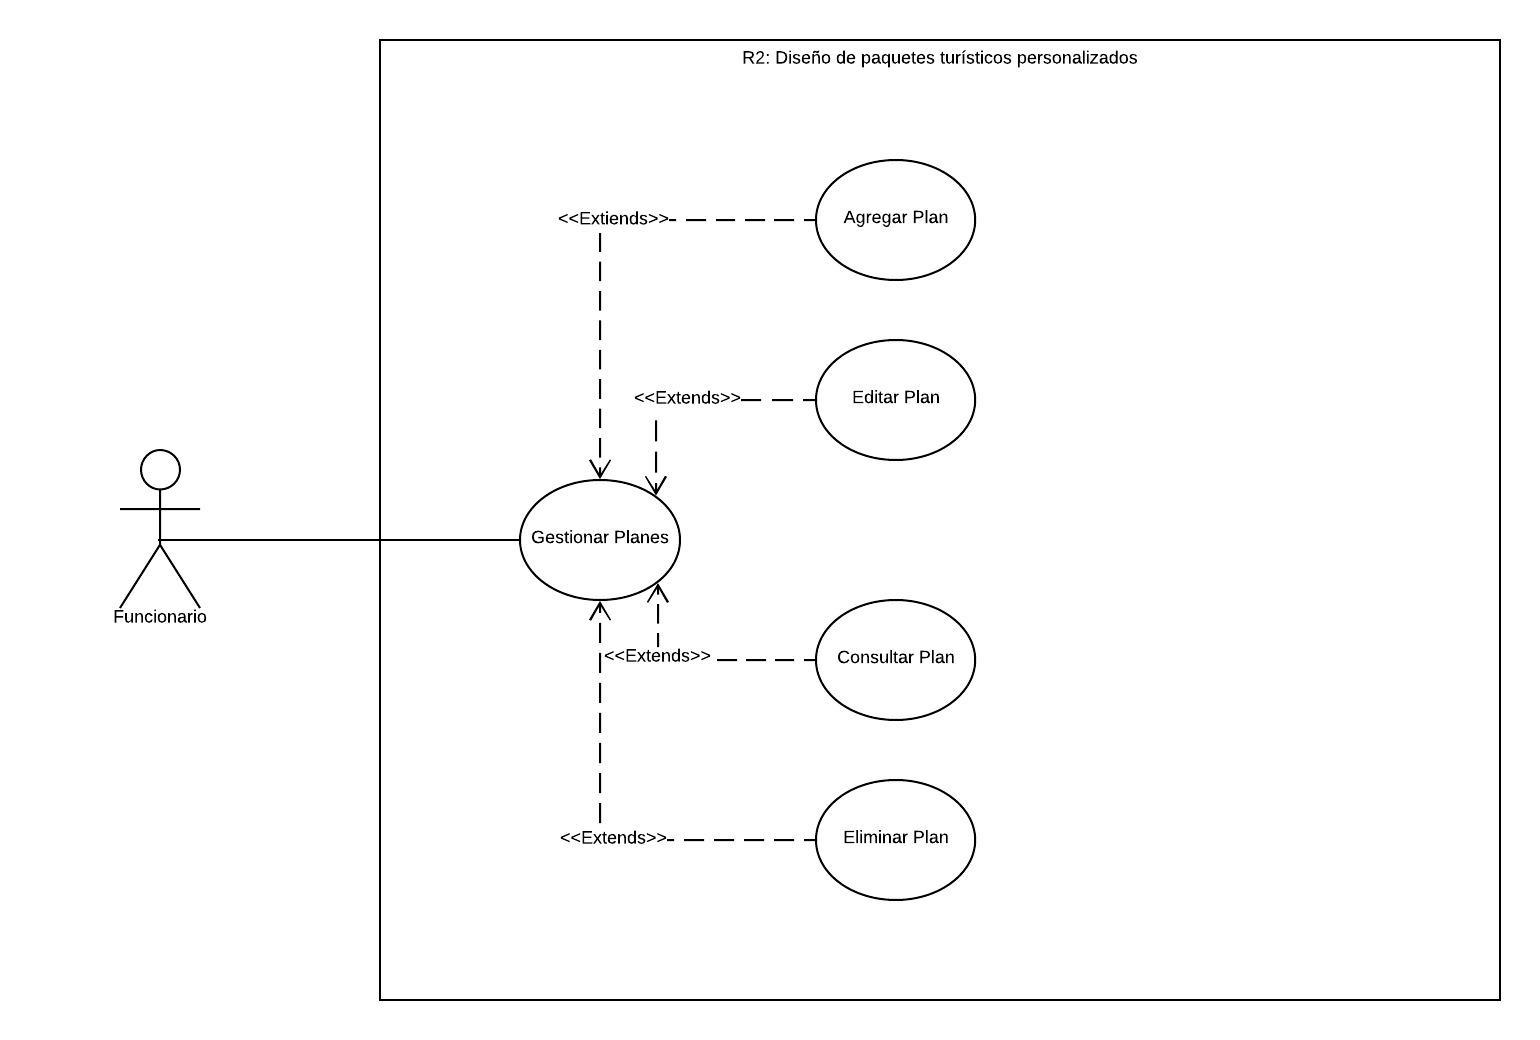 R2: Diseño de paquetes turísticos personalizados
<<Extiends>>
Agregar Plan
<<Extends>>
Editar Plan
Gestionar Planes
Funcionario
<<Extends>>
Consultar Plan
<<Extends>>
Eliminar Plan